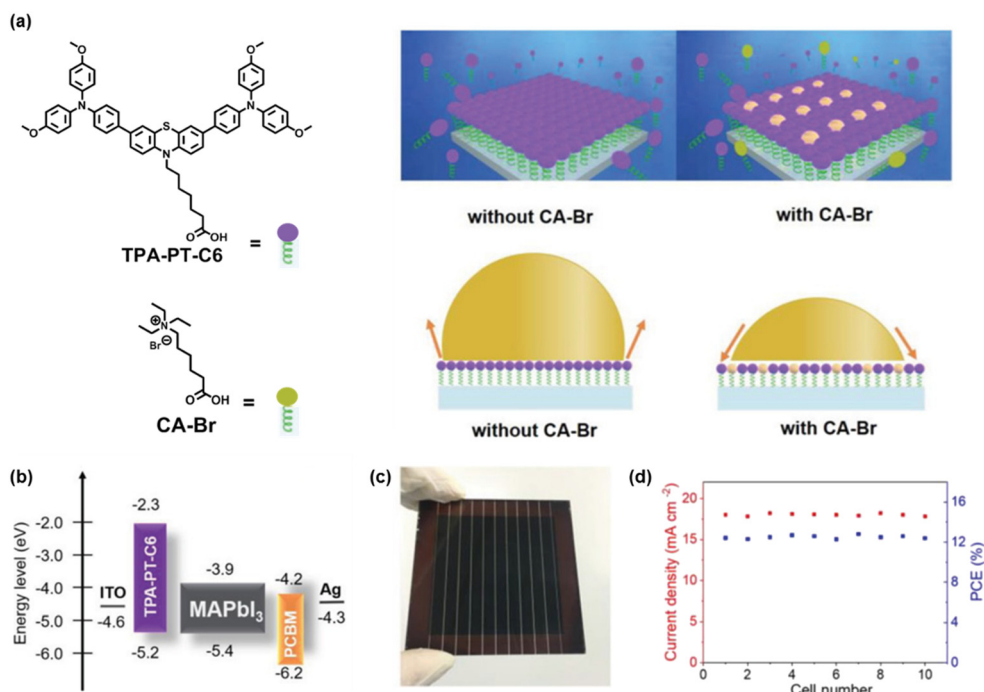 (a)
O
O
N
N
O
S
O
N
O
OH
TPA-PT-C6
=
N
⊕
Br
⊖
O
OH
CA-Br
=
without CA-Br
with CA-Br
without CA-Br
with CA-Br
(b)
Energy level (eV)
-2.0
-3.0
-4.0
-5.0
-6.0
ITO
-4.6
-2.3
TPA-PT-C6
-5.2
-3.9
MAPbI3
-5.4
-4.2
PCBM
-6.2
Ag
-4.3
(c)
(d)
Current density (mA cm-2)
20
15
10
5
0
PCE (%)
16
12
8
4
0
0 2 4 6 8 10
Cell number